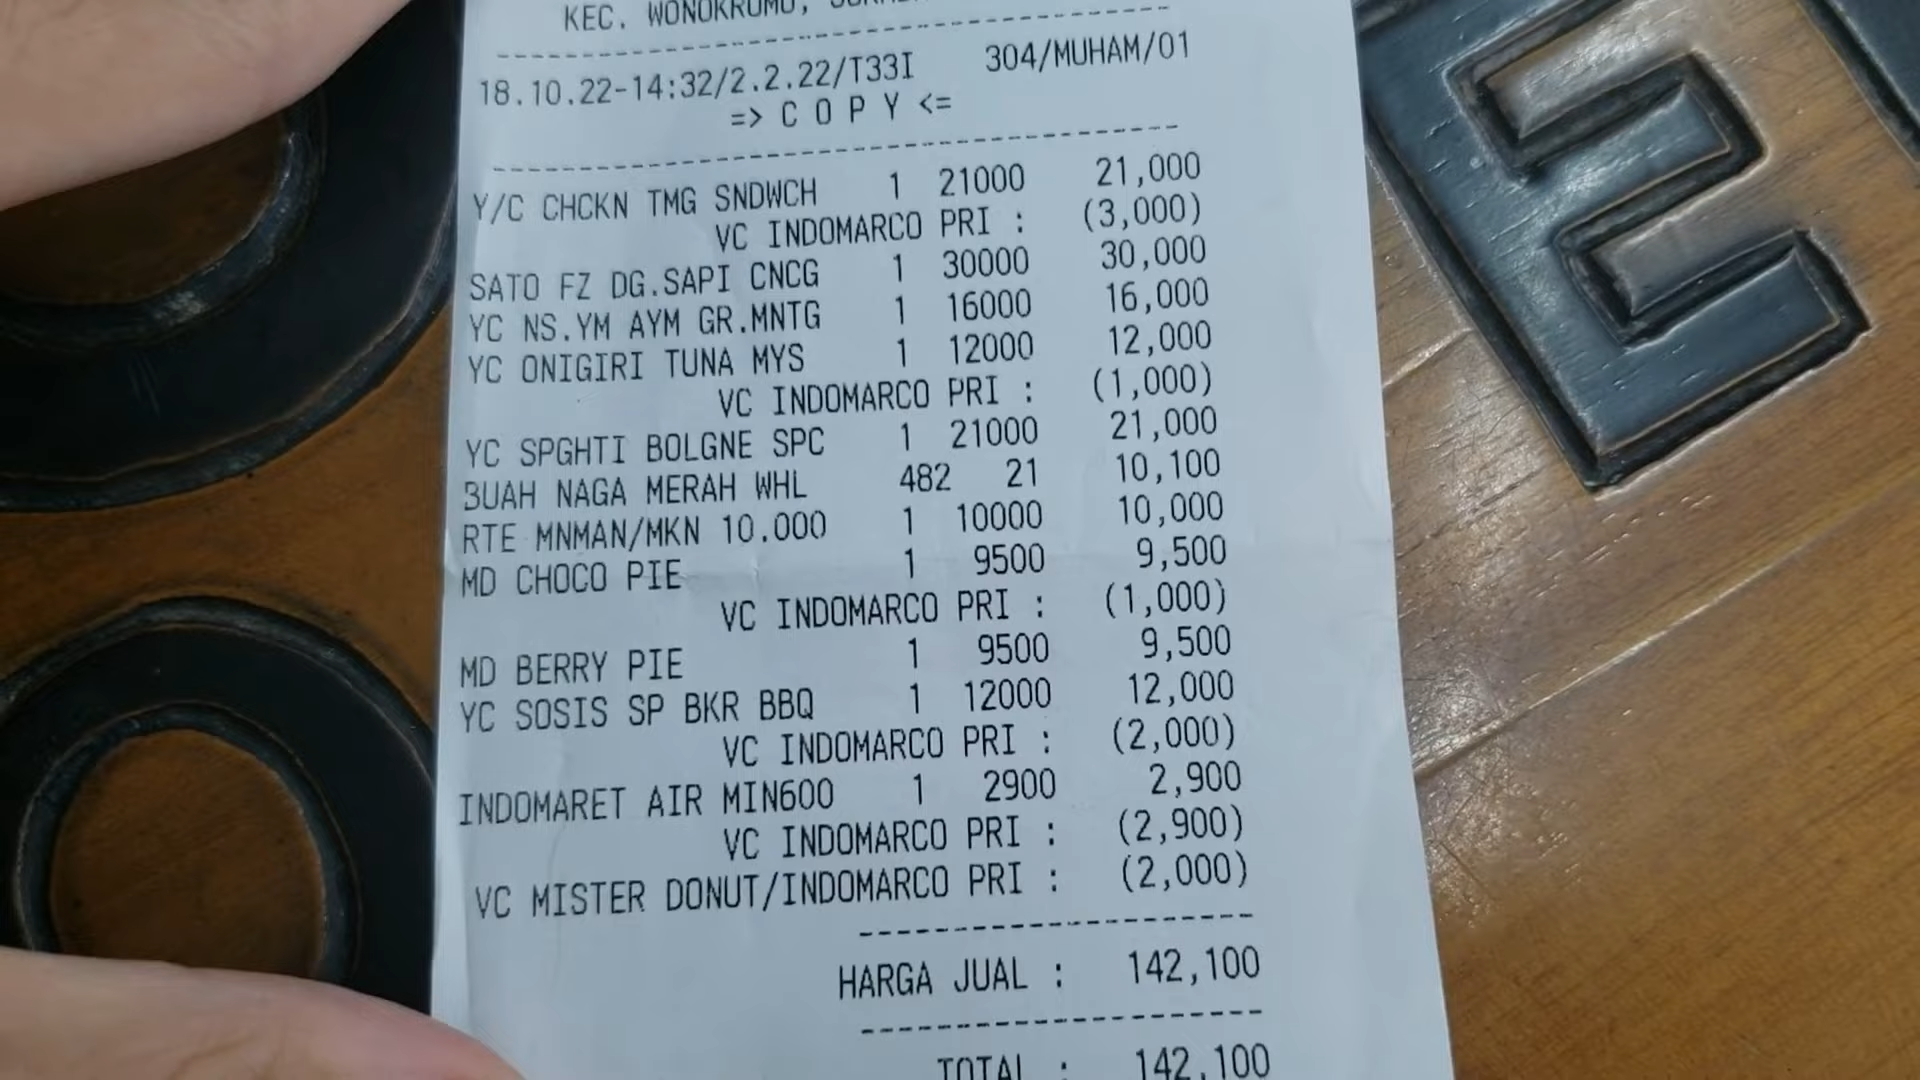 KEC. WONOKROMO,
18.10.22-14:32/2.2.22/T33I 304/MUHAM/01
=> C O P Y <=
Y/C CHCKN TMG SNDWCH 1 21000 21,000
VC INDOMARCO PRI : (3,000)
SATO FZ DG.SAPI CNCG 1 30000 30,000
YC NS.YM AYM GR.MNTG 1 16000 16,000
YC ONIGIRI TUNA MYS 1 12000 12,000
VC INDOMARCO PRI : (1,000)
YC SPGHTI BOLGNE SPC 1 21000 21,000
BUAH NAGA MERAH WHL 482 21 10,100
RTE MNMAN/MKN 10.000 1 10000 10,000
MD CHOCO PIE 1 9500 9,500
VC INDOMARCO PRI : (1,000)
MD BERRY PIE 1 9500 9,500
YC SOSIS SP BKR BBQ 1 12000 12,000
VC INDOMARCO PRI : (2,000)
INDOMARET AIR MIN600 1 2900 2,900
VC INDOMARCO PRI : (2,900)
VC MISTER DONUT/INDOMARCO PRI : (2,000)
HARGA JUAL : 142,100
TOTAL : 142,100